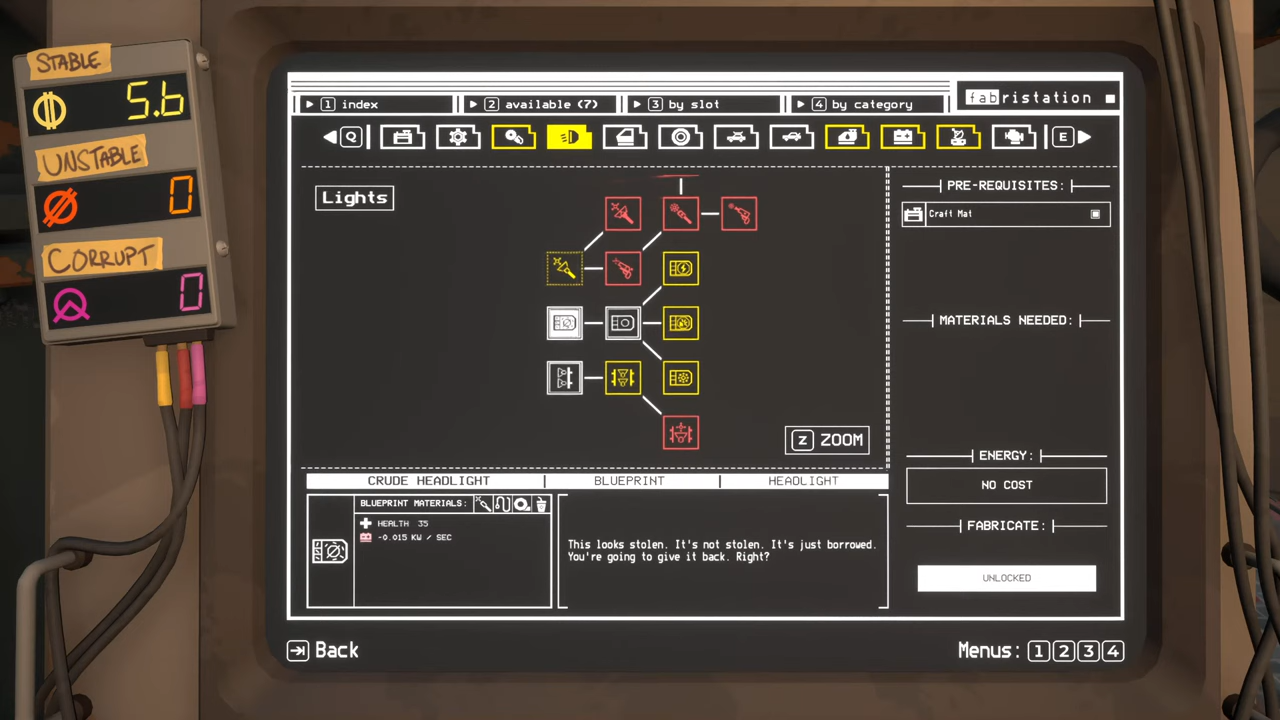 STABLE
5.6
UNSTABLE
0
CORRUPT
0
1 index
2 available (7)
3 by slot
4 by category
fabristation
Q
E
Lights
Z ZOOM
PRE-REQUISITES:
Craft Mat
MATERIALS NEEDED:
ENERGY:
NO COST
FABRICATE:
UNLOCKED
CRUDE HEADLIGHT
BLUEPRINT
HEADLIGHT
BLUEPRINT MATERIALS:
HEALTH 35
-0.015 KW / SEC
This looks stolen. It's not stolen. It's just borrowed.
You're going to give it back. Right?
Back
Menus: 1 2 3 4